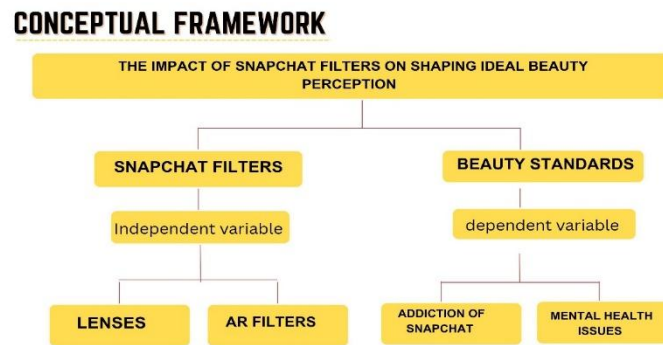 CONCEPTUAL FRAMEWORK
THE IMPACT OF SNAPCHAT FILTERS ON SHAPING IDEAL BEAUTY
PERCEPTION
SNAPCHAT FILTERS
BEAUTY STANDARDS
Independent variable
dependent variable
LENSES
AR FILTERS
ADDICTION OF
SNAPCHAT
MENTAL HEALTH
ISSUES